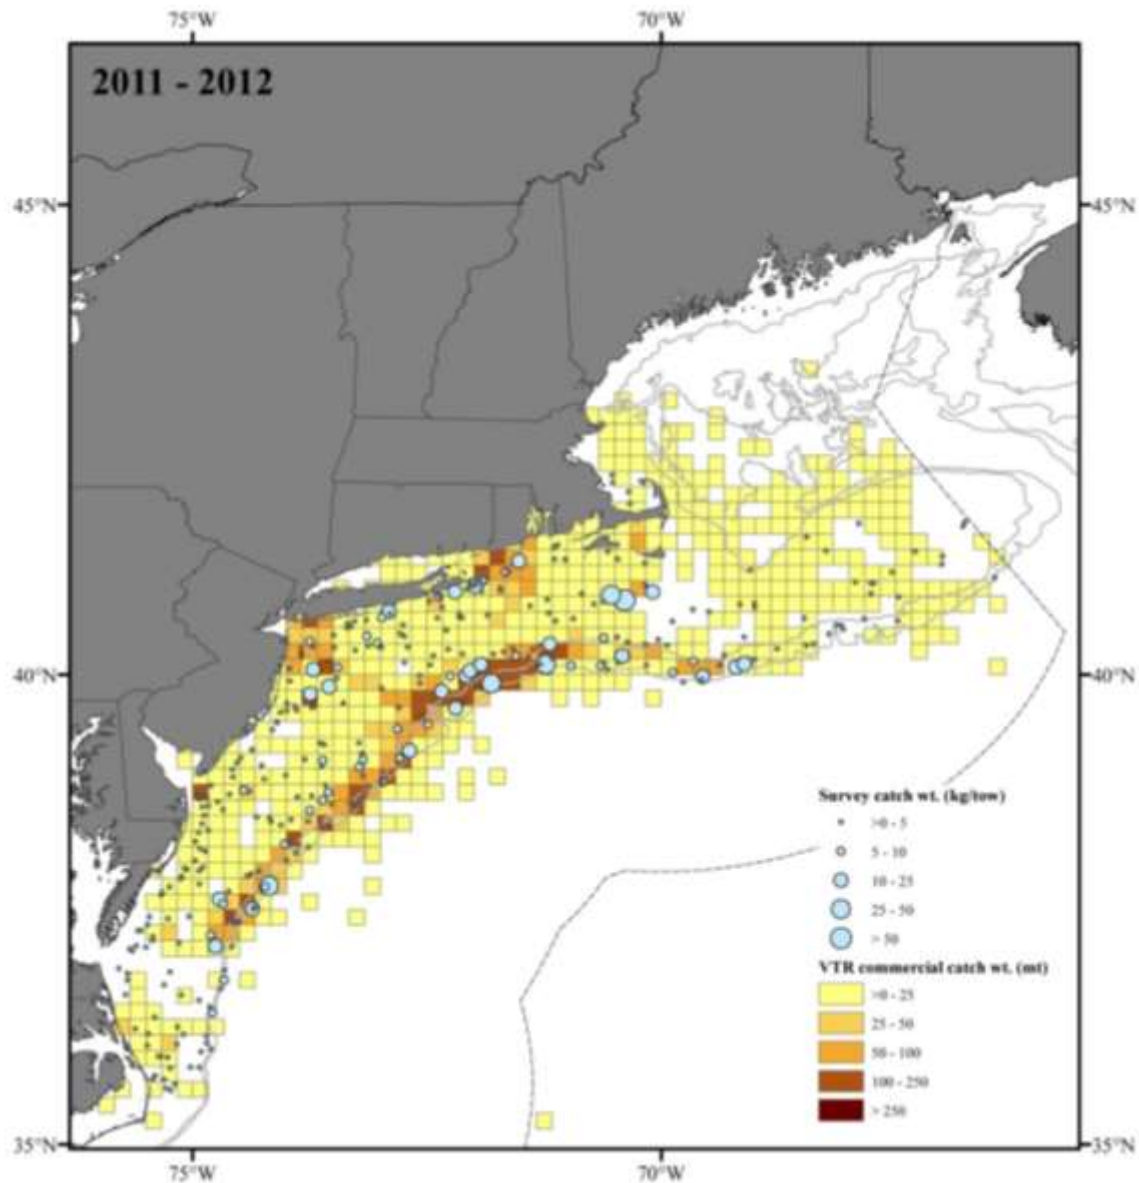 75°W 70°W
2011 - 2012
45°N 45°N
40°N 40°N
Survey catch wt. (kg/tow)
>0 - 5
5 - 10
10 - 25
25 - 50
> 50
VTR commercial catch wt. (mt)
>0 - 25
25 - 50
50 - 100
100 - 250
> 250
35°N 35°N
75°W 70°W